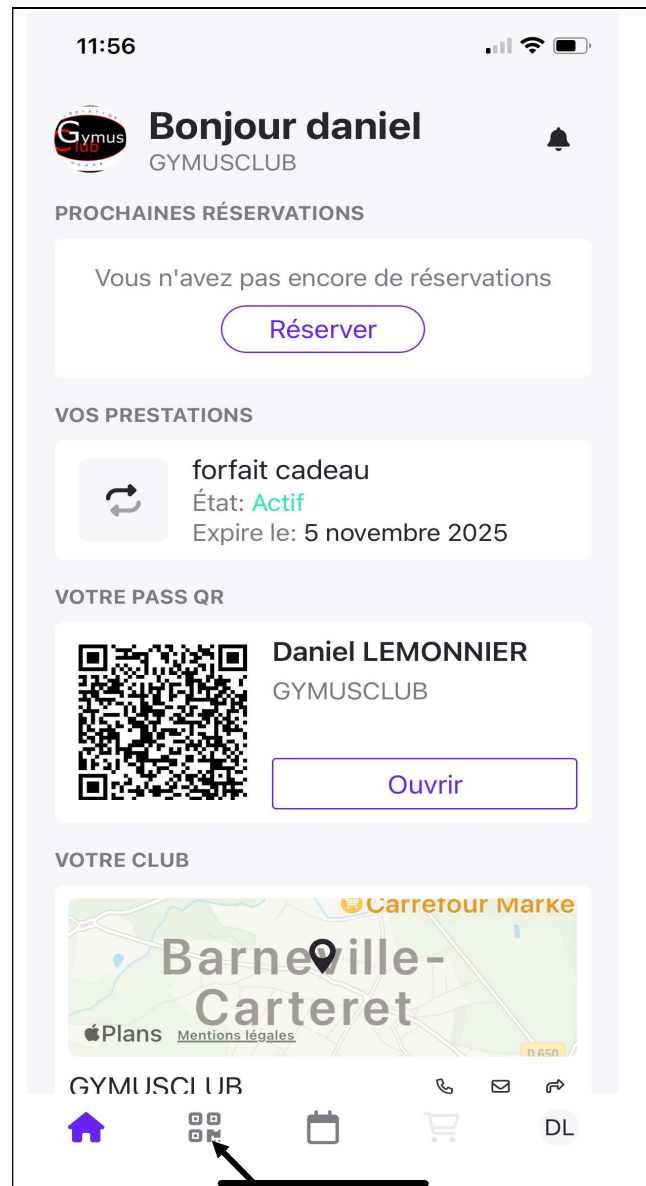 11:56
Gymus
Club
Bonjour daniel
GYMUSCLUB
PROCHAINES RÉSERVATIONS
Vous n'avez pas encore de réservations
Réserver
VOS PRESTATIONS
forfait cadeau
État: Actif
Expire le: 5 novembre 2025
VOTRE PASS QR
Daniel LEMONNIER
GYMUSCLUB
Ouvrir
VOTRE CLUB
Carrefour Marke
Barneville-
Carteret
Plans Mentions légales
D 650
GYMUSCLUB
DL